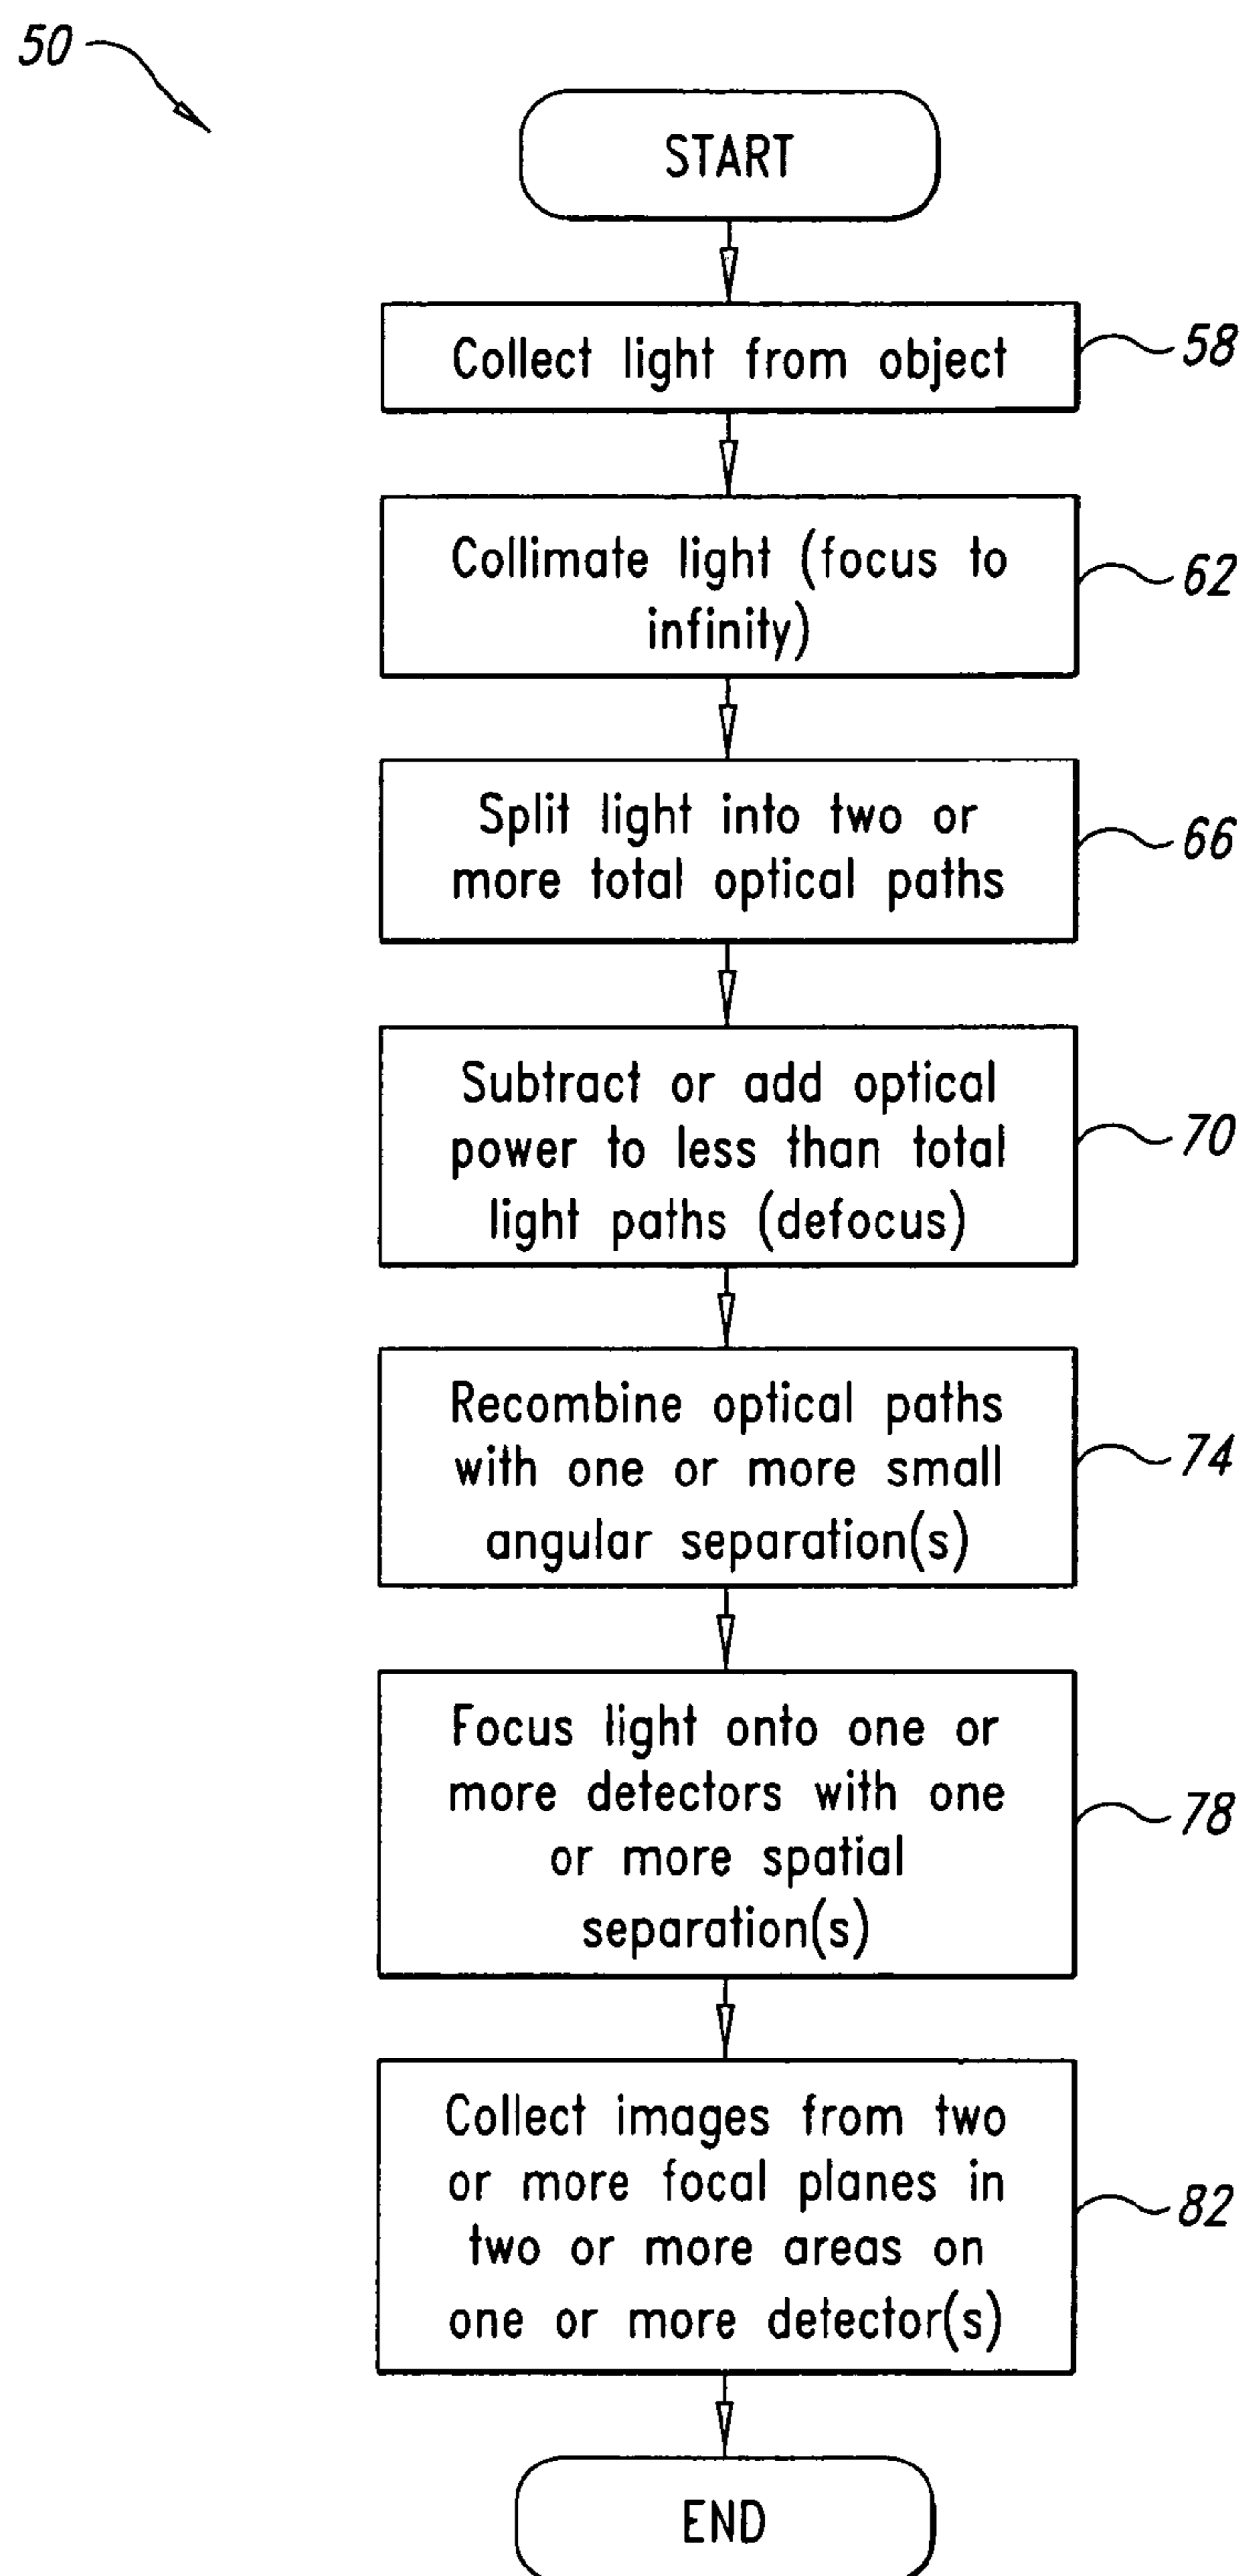 50
START
Collect light from object
58
Collimate light (focus to
infinity)
62
Split light into two or
more total optical paths
66
Subtract or add optical
power to less than total
light paths (defocus)
70
Recombine optical paths
with one or more small
angular separation(s)
74
Focus light onto one or
more detectors with one
or more spatial
separation(s)
78
Collect images from two
or more focal planes in
two or more areas on
one or more detector(s)
82
END